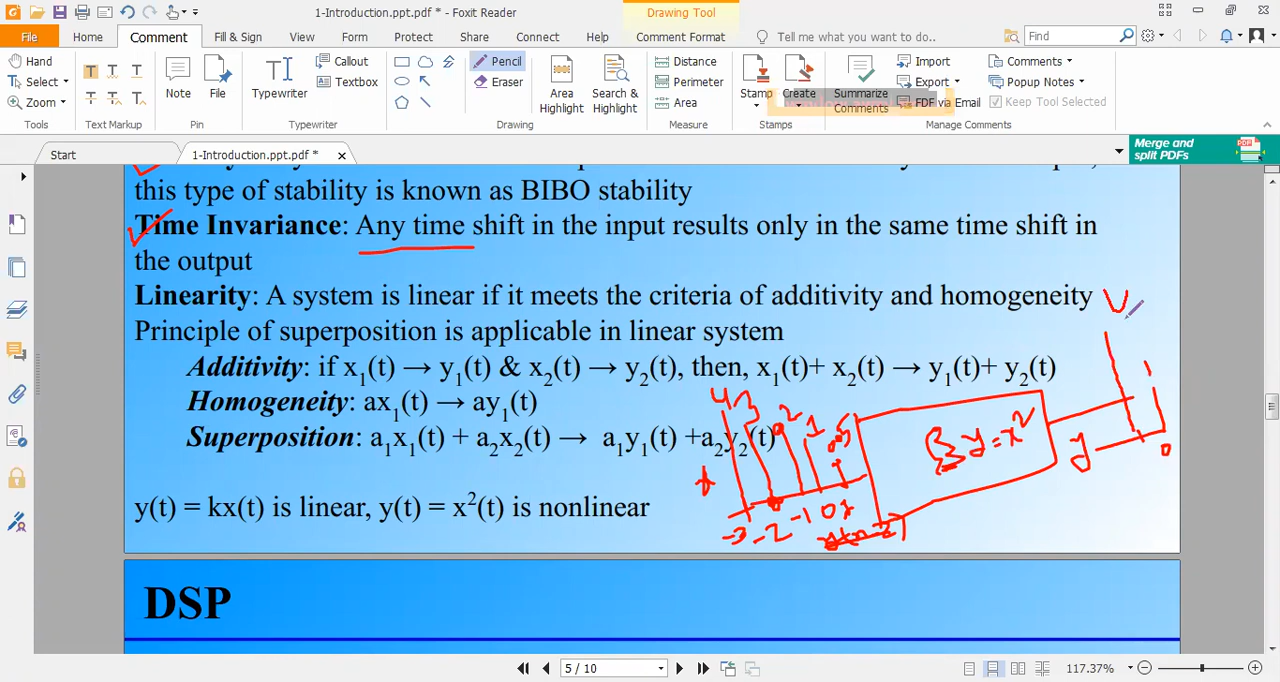 1-Introduction.ppt.pdf * - Foxit Reader
Drawing Tool
File Home Comment Fill & Sign View Form Protect Share Connect Help Comment Format Tell me what you want to do.. Find
Hand
Select
Zoom
Tools
T T T
T T T
Text Markup
Note
File
Pin
Typewriter
Callout
Textbox
Typewriter
Pencil
Eraser
Drawing
Area Highlight
Search & Highlight
Distance
Perimeter
Area
Measure
Stamp
Create
Stamps
Summarize Comments
Import
Export
FDF via Email
Comments
Popup Notes
Keep Tool Selected
Manage Comments
Start
1-Introduction.ppt.pdf *
Merge and split PDFs
this type of stability is known as BIBO stability
Time Invariance: Any time shift in the input results only in the same time shift in
the output
Linearity: A system is linear if it meets the criteria of additivity and homogeneity
Principle of superposition is applicable in linear system
Additivity: if x₁(t) → y₁(t) & x₂(t) → y₂(t), then, x₁(t)+ x₂(t) → y₁(t)+ y₂(t)
Homogeneity: ax₁(t) → ay₁(t)
Superposition: a₁x₁(t) + a₂x₂(t) → a₁y₁(t) +a₂y₂(t)
y(t) = kx(t) is linear, y(t) = x²(t) is nonlinear
4 3 2 1
y=x²
y
-3 -2 -1 0
1
0
DSP
5 / 10
117.37%